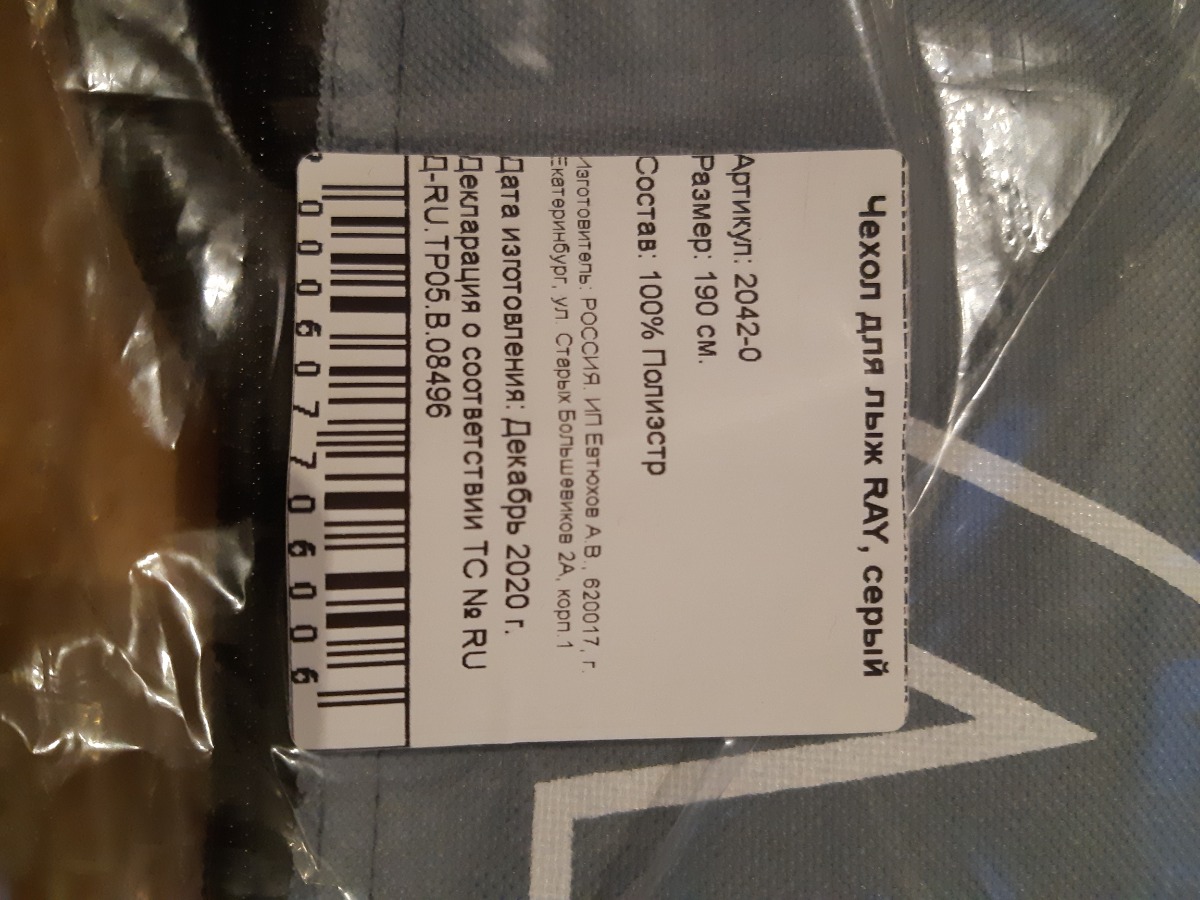 Чехол для лыж RAY, серый
Артикул: 2042-0
Размер: 190 см.
Состав: 100% Полиэстр
Изготовитель: РОССИЯ. ИП Евтюхов А.В., 620017, г.
Екатеринбург, ул. Старых Большевиков 2А, корп.1
Дата изготовления: Декабрь 2020 г.
Декларация о соответствии ТС № RU
Д-RU.ТР05.В.08496
000607706006